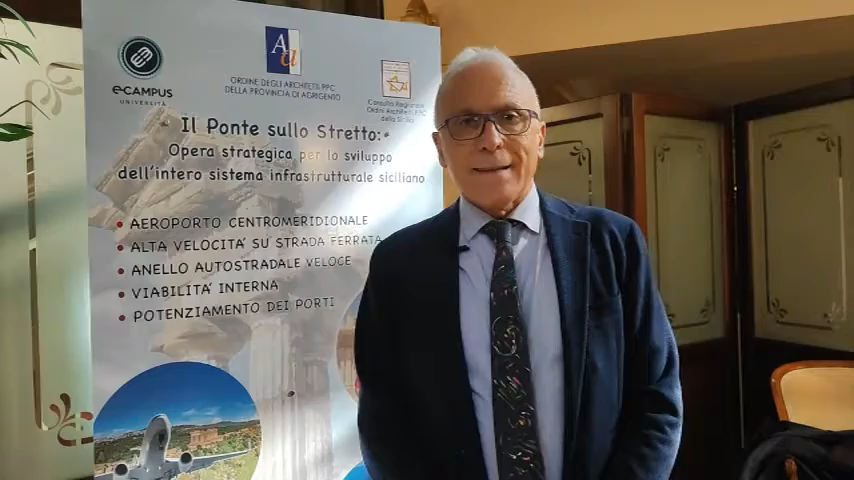 e-CAMPUS
UNIVERSITÀ
ORDINE DEGLI ARCHITETTI PPC
DELLA PROVINCIA DI AGRIGENTO
Consulta Regionale
Ordini Architetti PPC
della Sicilia
Il Ponte sullo Stretto:
Opera strategica per lo sviluppo
dell'intero sistema infrastrutturale siciliano
• AEROPORTO CENTROMERIDIONALE
• ALTA VELOCITA' SU STRADA FERRATA
• ANELLO AUTOSTRADALE VELOCE
• VIABILITA' INTERNA
• POTENZIAMENTO DEI PORTI